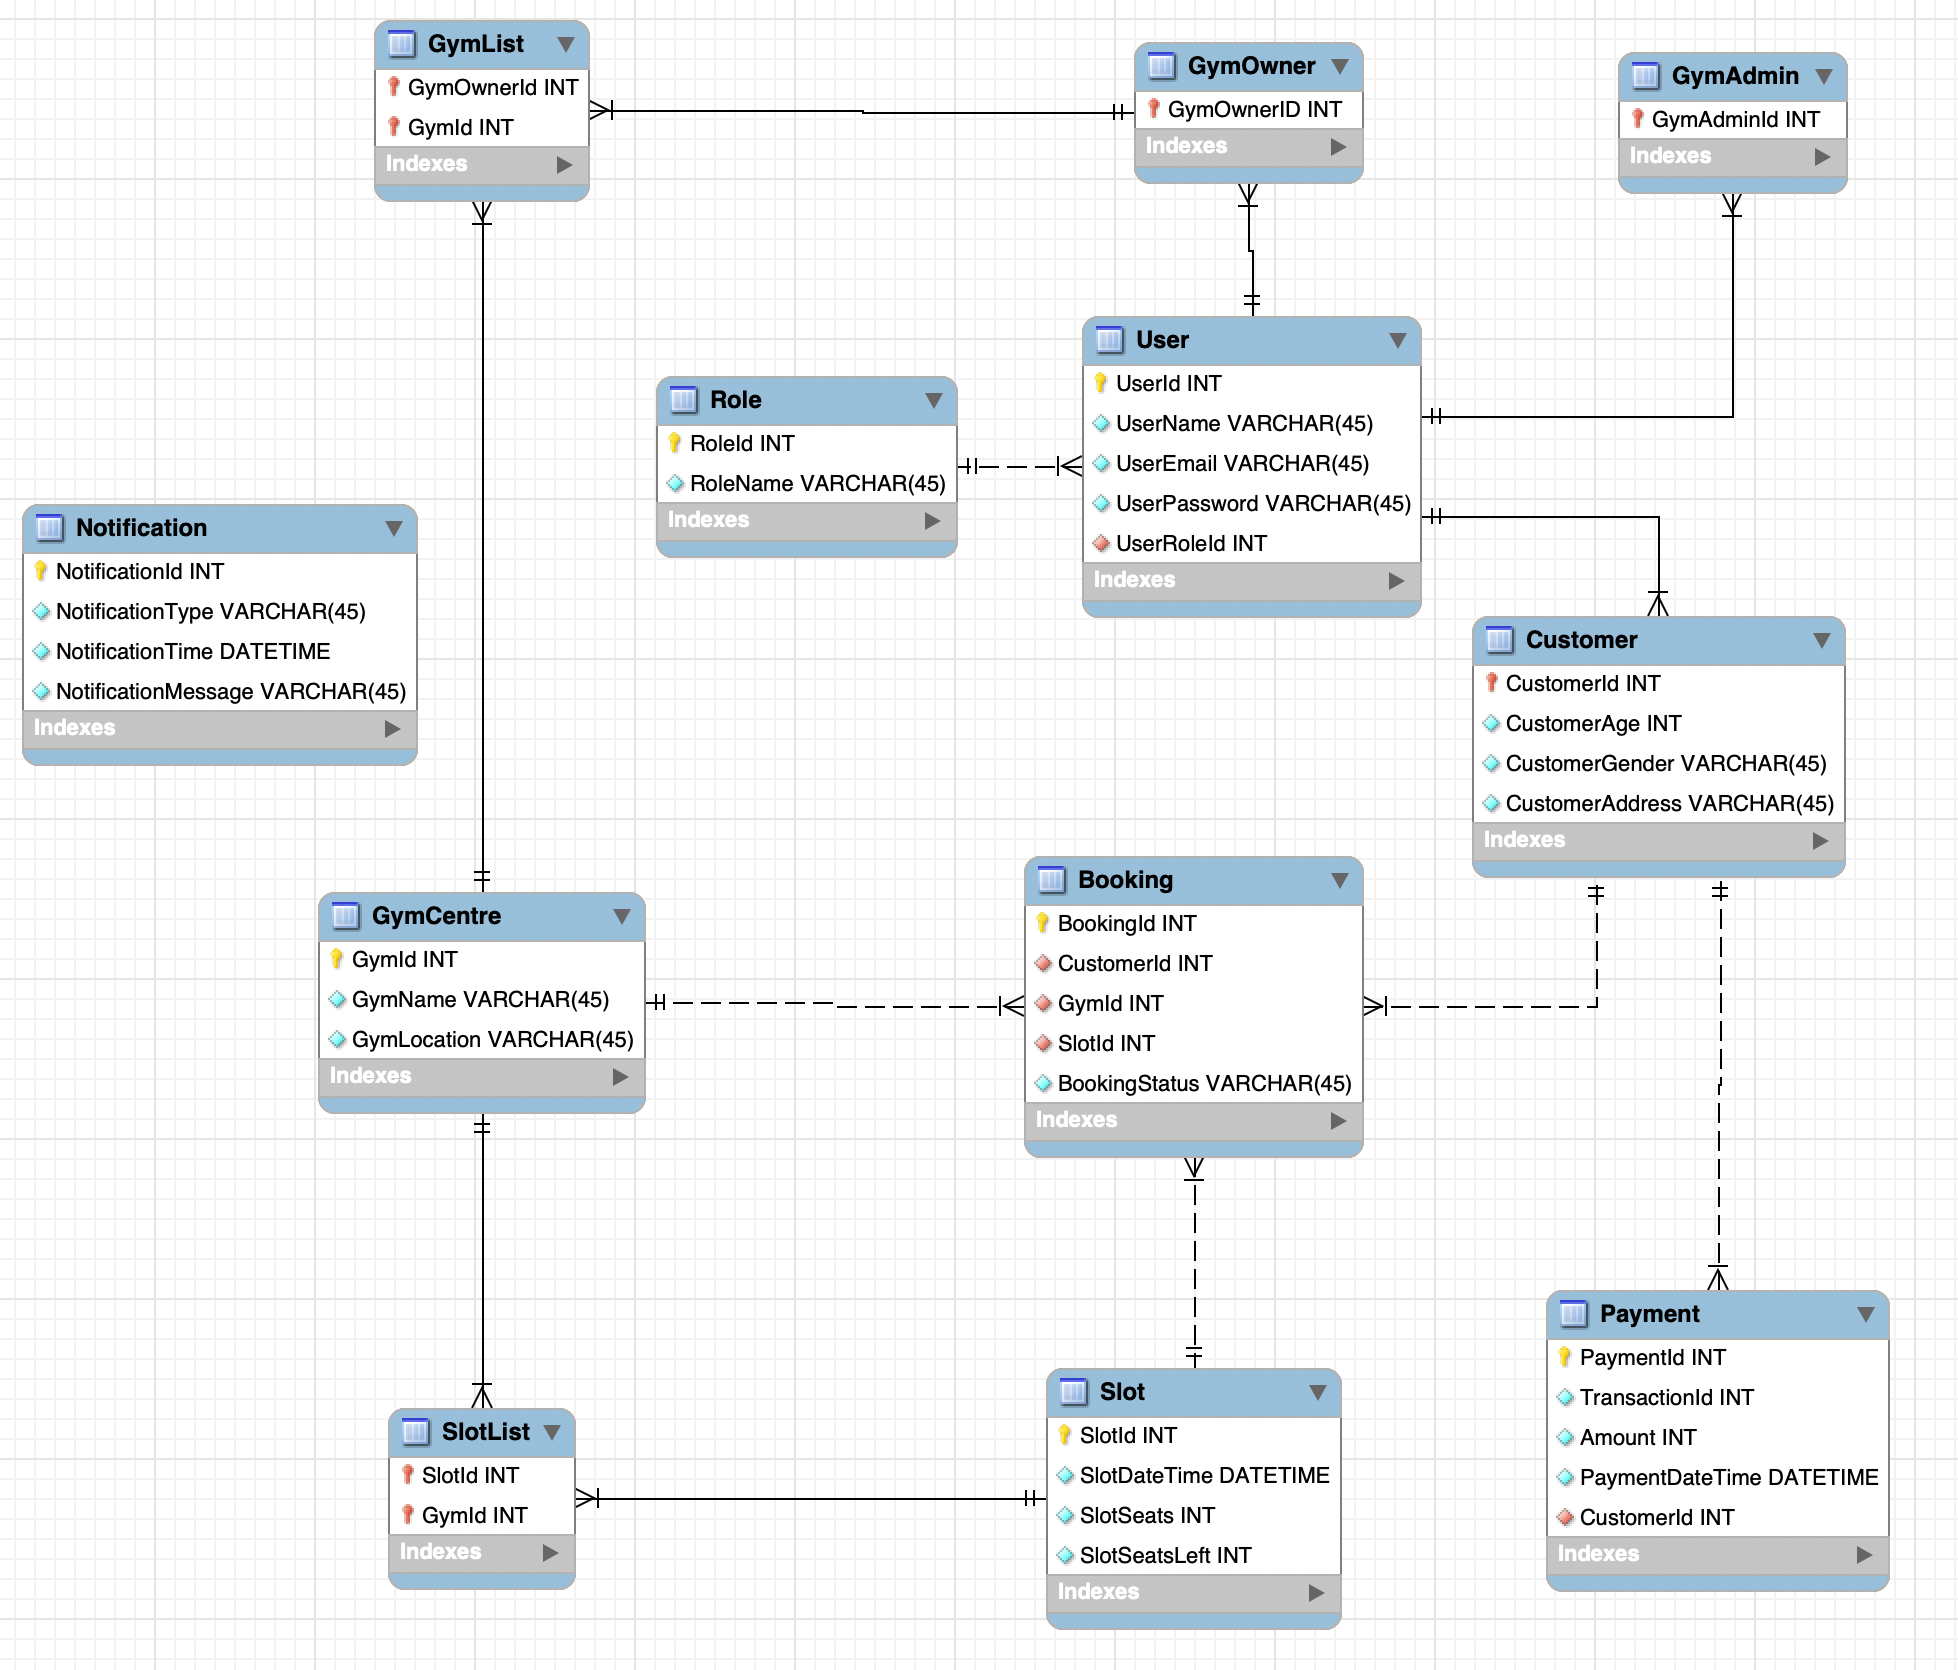 GymList
GymOwnerId INT
GymId INT
Indexes
GymOwner
GymOwnerID INT
Indexes
GymAdmin
GymAdminId INT
Indexes
User
UserId INT
UserName VARCHAR(45)
UserEmail VARCHAR(45)
UserPassword VARCHAR(45)
UserRoleId INT
Indexes
Role
RoleId INT
RoleName VARCHAR(45)
Indexes
Notification
NotificationId INT
NotificationType VARCHAR(45)
NotificationTime DATETIME
NotificationMessage VARCHAR(45)
Indexes
Customer
CustomerId INT
CustomerAge INT
CustomerGender VARCHAR(45)
CustomerAddress VARCHAR(45)
Indexes
GymCentre
GymId INT
GymName VARCHAR(45)
GymLocation VARCHAR(45)
Indexes
Booking
BookingId INT
CustomerId INT
GymId INT
SlotId INT
BookingStatus VARCHAR(45)
Indexes
SlotList
SlotId INT
GymId INT
Indexes
Slot
SlotId INT
SlotDateTime DATETIME
SlotSeats INT
SlotSeatsLeft INT
Indexes
Payment
PaymentId INT
TransactionId INT
Amount INT
PaymentDateTime DATETIME
CustomerId INT
Indexes